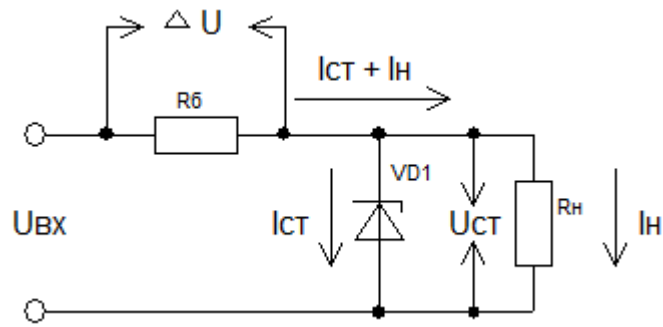 △ U
Rб
Iст + Iн
VD1
Uвх
Iст
Uст
Rн
Iн